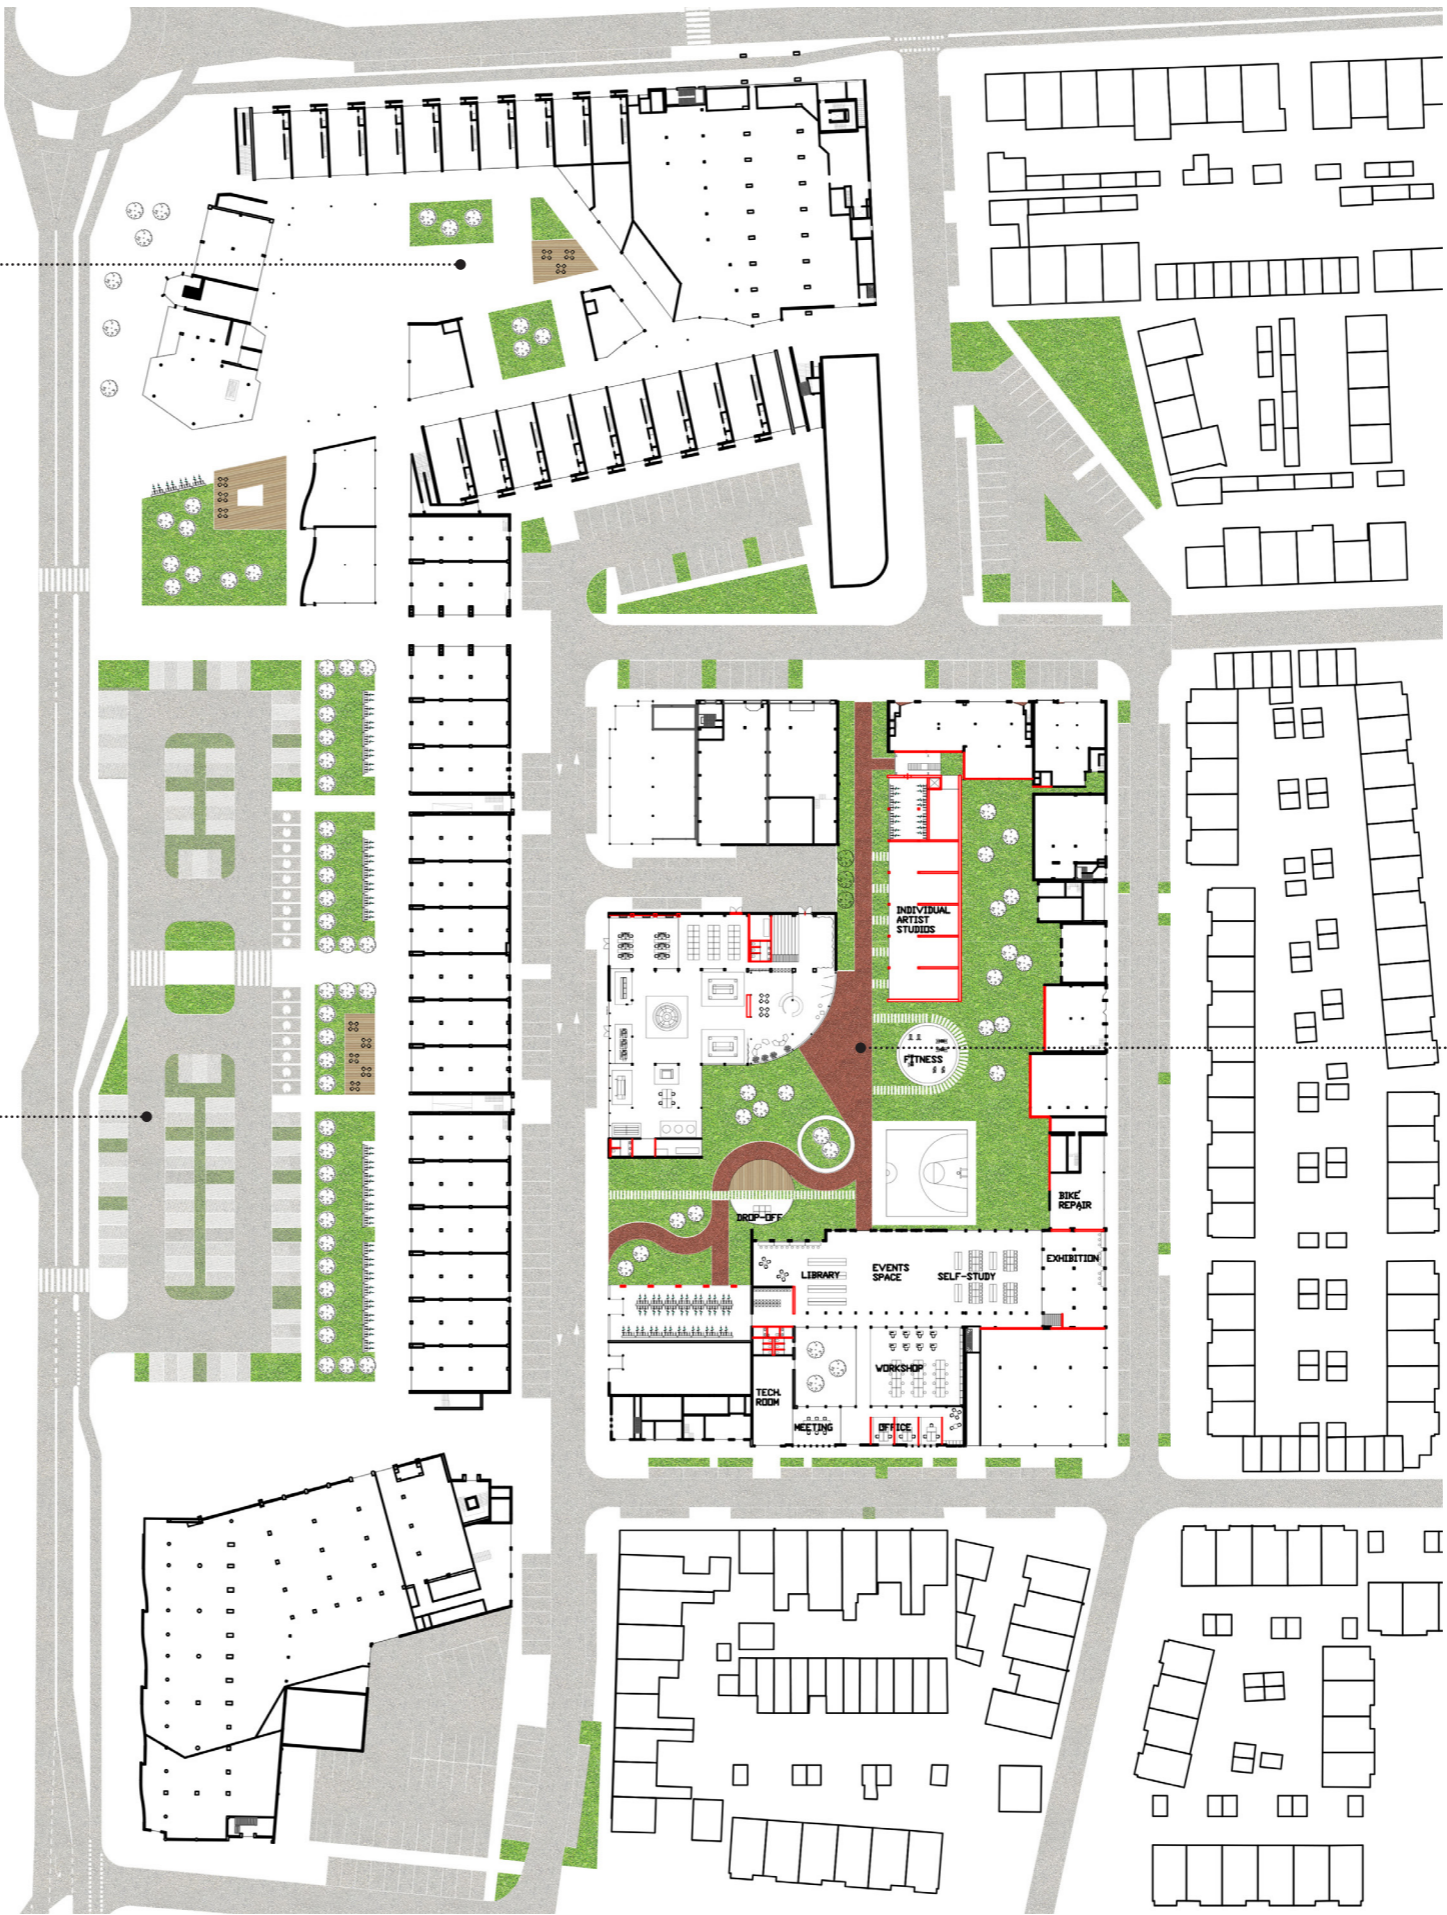 INDIVIDUAL
ARTIST
STUDIOS
FITNESS
BIKE
REPAIR
DROP-OFF
LIBRARY
EVENTS
SPACE
SELF-STUDY
EXHIBITION
WORKSHOP
TECH.
ROOM
MEETING
OFFICE